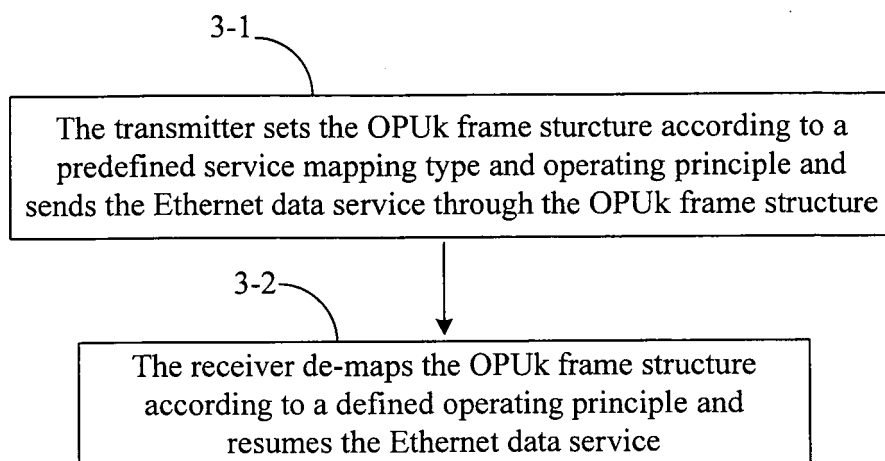 3-1
The transmitter sets the OPUk frame sturcture according to a
predefined service mapping type and operating principle and
sends the Ethernet data service through the OPUk frame structure
3-2
The receiver de-maps the OPUk frame structure
according to a defined operating principle and
resumes the Ethernet data service